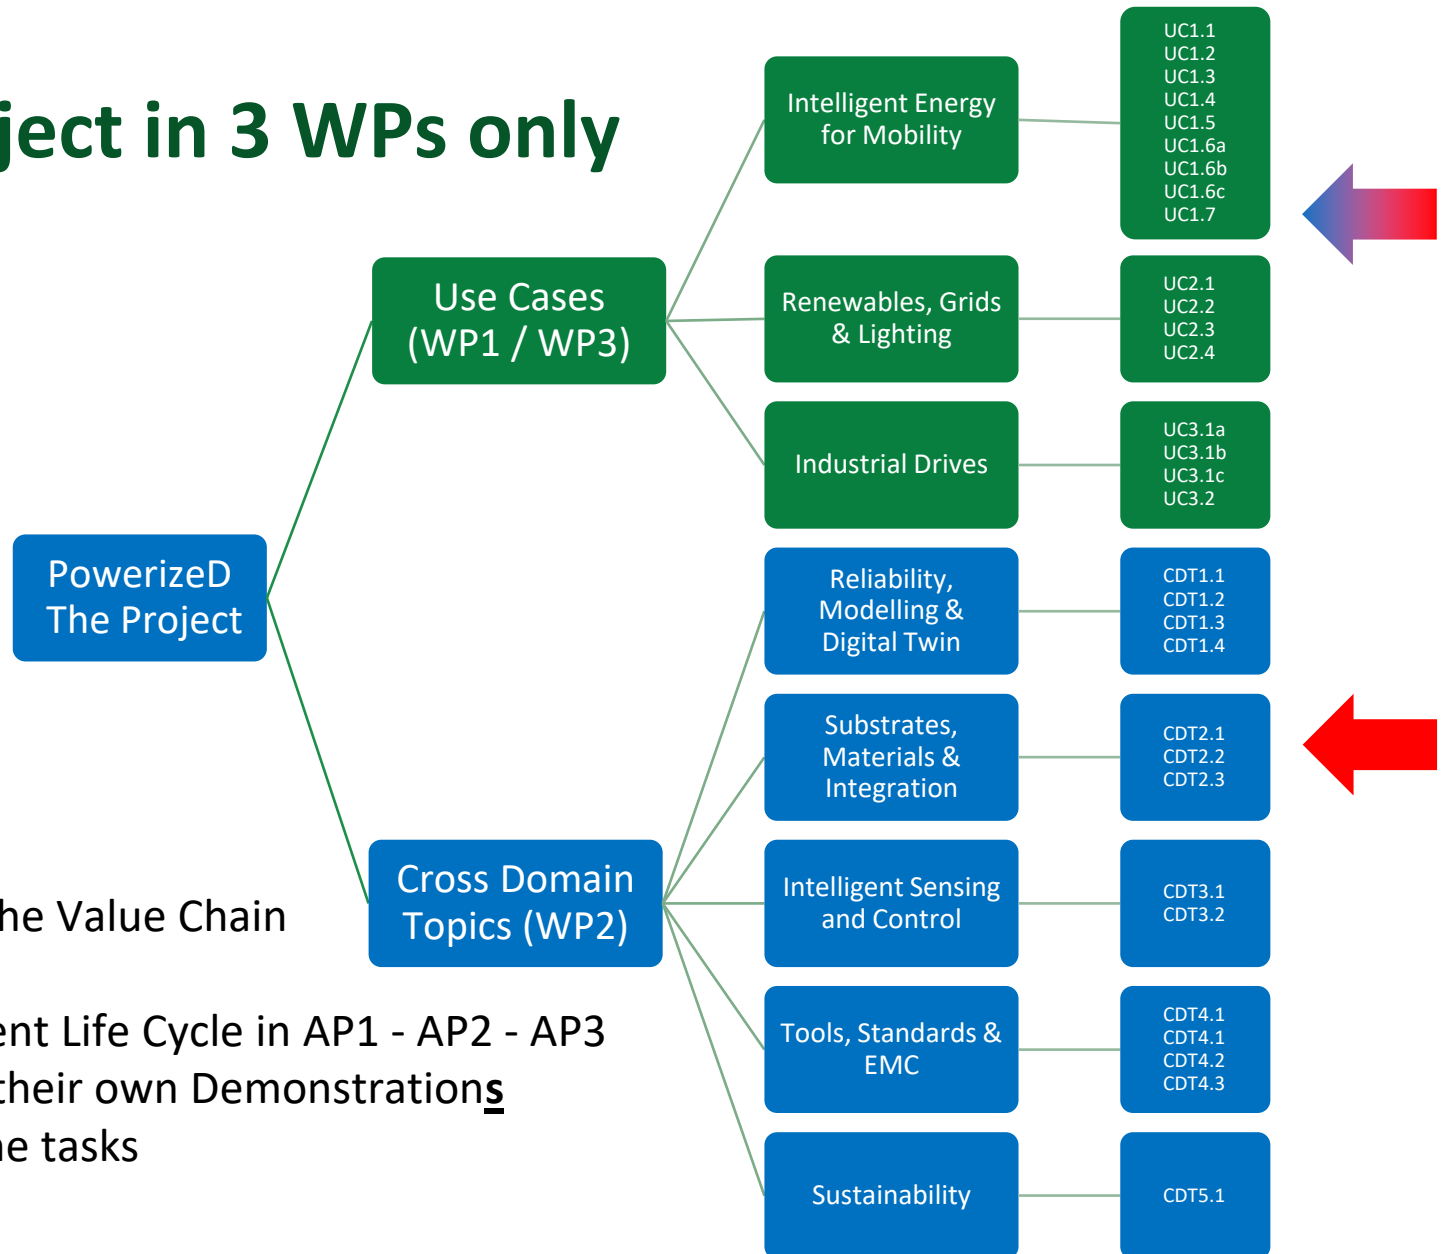 ject in 3 WPs only
PowerizeD
The Project
Use Cases
(WP1 / WP3)
Intelligent Energy
for Mobility
UC1.1
UC1.2
UC1.3
UC1.4
UC1.5
UC1.6a
UC1.6b
UC1.6c
UC1.7
Renewables, Grids
& Lighting
UC2.1
UC2.2
UC2.3
UC2.4
Industrial Drives
UC3.1a
UC3.1b
UC3.1c
UC3.2
Cross Domain
Topics (WP2)
Reliability,
Modelling &
Digital Twin
CDT1.1
CDT1.2
CDT1.3
CDT1.4
Substrates,
Materials &
Integration
CDT2.1
CDT2.2
CDT2.3
Intelligent Sensing
and Control
CDT3.1
CDT3.2
Tools, Standards &
EMC
CDT4.1
CDT4.1
CDT4.2
CDT4.3
Sustainability
CDT5.1
he Value Chain
ent Life Cycle in AP1 - AP2 - AP3
their own Demonstrations
ne tasks